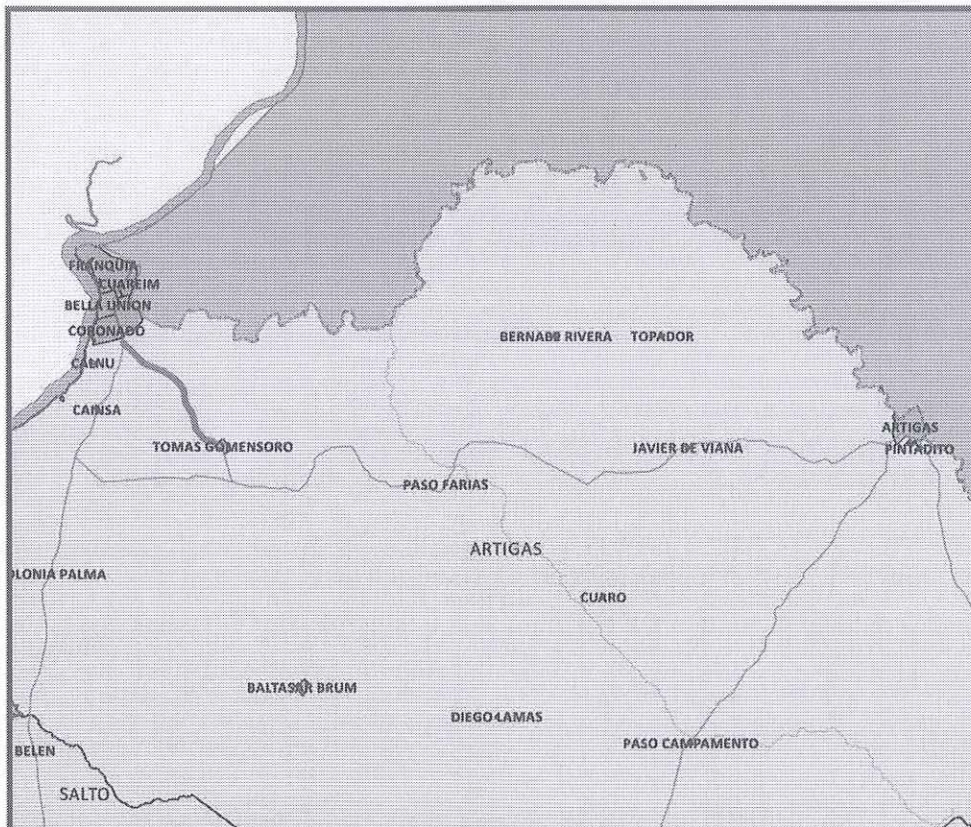 FRANQUIA
CUAREIM
BELLA UNION
CORONADO
BERNABE RIVERA
TOPADOR
CALNU
CAINSA
ARTIGAS
TOMAS GOMENSORO
JAVIER DE VIANA
PINTADITO
PASO FARIAS
ARTIGAS
OLONIA PALMA
CUARO
BALTASAR BRUM
DIEGO LAMAS
BELEN
PASO CAMPAMENTO
SALTO